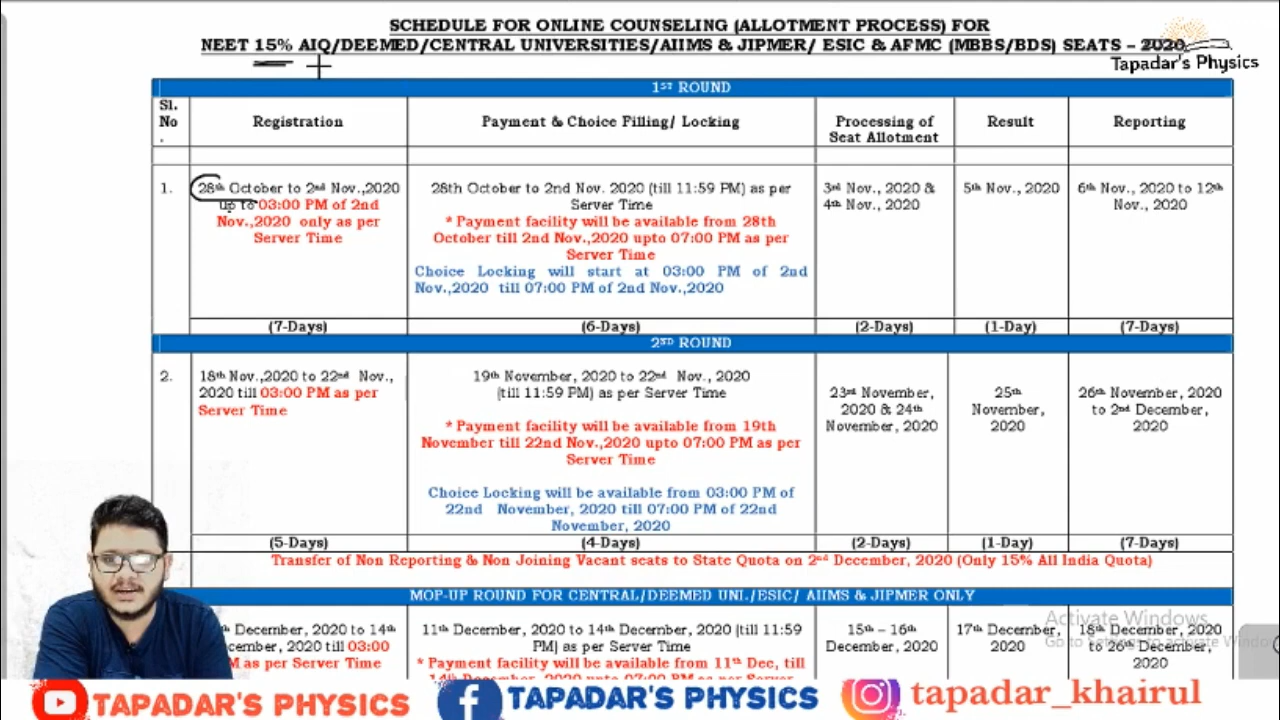 SCHEDULE FOR ONLINE COUNSELING (ALLOTMENT PROCESS) FOR
NEET 15% AIQ/DEEMED/CENTRAL UNIVERSITIES/AIIMS & JIPMER/ ESIC & AFMC (MBBS/BDS) SEATS – 2020
Tapadar's Physics
1ST ROUND
Sl.
No
.
Registration
Payment & Choice Filling/ Locking
Processing of
Seat Allotment
Result
Reporting
1.
28th October to 2nd Nov.,2020
up to 03:00 PM of 2nd
Nov.,2020 only as per
Server Time
28th October to 2nd Nov. 2020 (till 11:59 PM) as per
Server Time
* Payment facility will be available from 28th
October till 2nd Nov.,2020 upto 07:00 PM as per
Server Time
Choice Locking will start at 03:00 PM of 2nd
Nov.,2020 till 07:00 PM of 2nd Nov.,2020
3rd Nov., 2020 &
4th Nov., 2020
5th Nov., 2020
6th Nov., 2020 to 12th
Nov., 2020
(7-Days)
(6-Days)
(2-Days)
(1-Day)
(7-Days)
2ND ROUND
2.
18th Nov.,2020 to 22nd Nov.,
2020 till 03:00 PM as per
Server Time
19th November, 2020 to 22nd Nov., 2020
(till 11:59 PM) as per Server Time
* Payment facility will be available from 19th
November till 22nd Nov.,2020 upto 07:00 PM as per
Server Time
Choice Locking will be available from 03:00 PM of
22nd November, 2020 till 07:00 PM of 22nd
November, 2020
23rd November,
2020 & 24th
November, 2020
25th
November,
2020
26th November, 2020
to 2nd December,
2020
(5-Days)
(4-Days)
(2-Days)
(1-Day)
(7-Days)
Transfer of Non Reporting & Non Joining Vacant seats to State Quota on 2nd December, 2020 (Only 15% All India Quota)
MOP-UP ROUND FOR CENTRAL/DEEMED UNI./ESIC/ AIIMS & JIPMER ONLY
December, 2020 to 14th
2020 till 03:00
as per Server Time
11th December, 2020 to 14th December, 2020 (till 11:59
PM) as per Server Time
* Payment facility will be available from 11th Dec, till
14th December, 2020 upto 07:00 PM as per Server
15th – 16th
December, 2020
17th December,
2020
18th December, 2020
to 26th December,
2020
Activate Windows
Go to Settings to activate Windows
TAPADAR'S PHYSICS
TAPADAR'S PHYSICS
tapadar_khairul